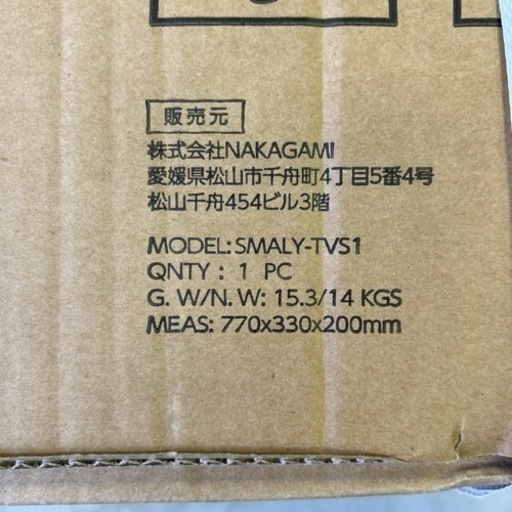 販売元
株式会社NAKAGAMI
愛媛県松山市千舟町4丁目5番4号
松山千舟454ビル3階
MODEL: SMALY-TVS1
QNTY : 1 PC
G. W/N. W: 15.3/14 KGS
MEAS: 770x330x200mm